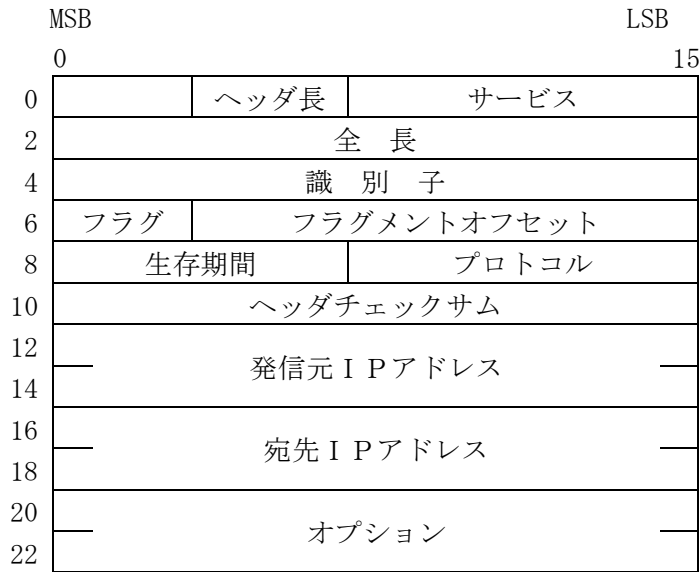 MSB LSB
0 15
0 ヘッダ長 サービス
2 全 長
4 識 別 子
6 フラグ フラグメントオフセット
8 生存期間 プロトコル
10 ヘッダチェックサム
12
発信元ＩＰアドレス
14
16
宛先ＩＰアドレス
18
20
オプション
22